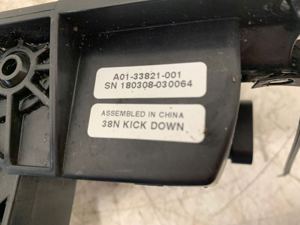 A01-33821-001
SN 180308-030064
ASSEMBLED IN CHINA
38N KICK DOWN